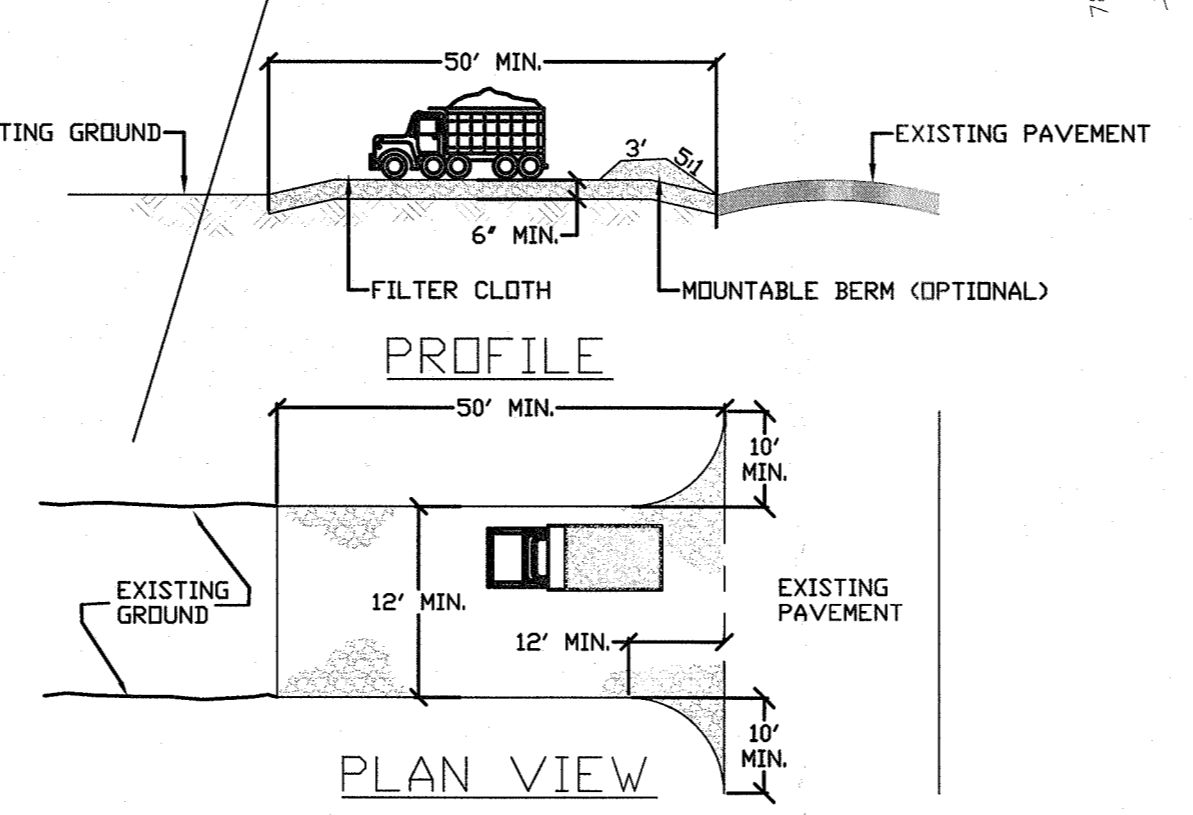 50' MIN.
TING GROUND
EXISTING PAVEMENT
3'
5:1
6" MIN.
FILTER CLOTH
MOUNTABLE BERM (OPTIONAL)
PROFILE
50' MIN.
10'
MIN.
EXISTING
GROUND
12' MIN.
EXISTING
PAVEMENT
12' MIN.
10'
MIN.
PLAN VIEW